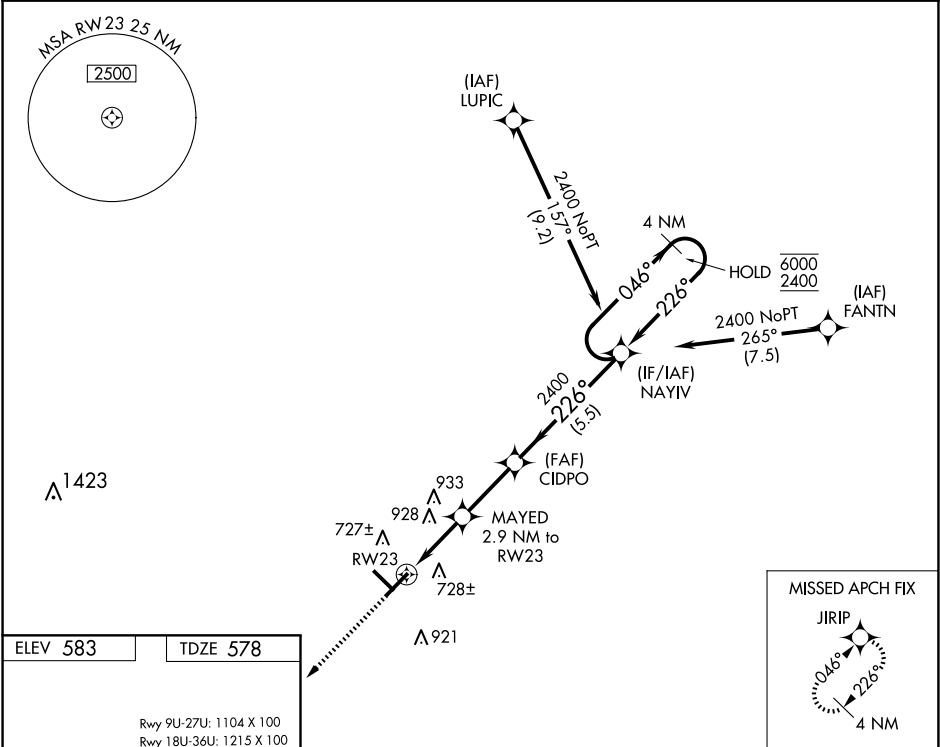 MSA RW23 25 NM
2500
(IAF)
LUPIC
2400 NoPT
157°
(9.2)
4 NM
046°
226°
HOLD
6000
2400
(IAF)
FANTN
2400 NoPT
265°
(7.5)
(IF/IAF)
NAYIV
2400
226°
(5.5)
(FAF)
CIDPO
1423
933
928
MAYED
2.9 NM to
RW23
727±
RW23
728±
921
MISSED APCH FIX
JIRIP
046°
226°
4 NM
ELEV 583
TDZE 578
Rwy 9U-27U: 1104 X 100
Rwy 18U-36U: 1215 X 100